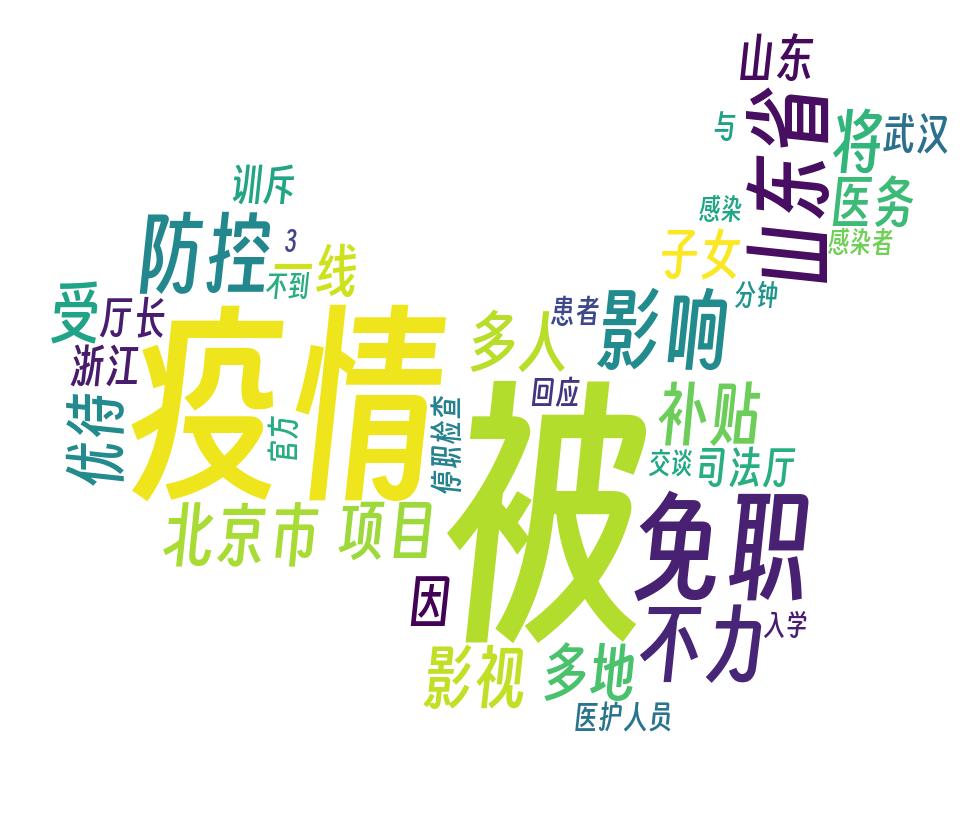 山东
山东省
与
将
武汉
医务
感染者
感染
子女
分钟
训斥
防控
3
一线
不到
受
厅长
浙江
优待
疫情
官方
停职检查
多人
患者
影响
回应
被
补贴
交谈
司法厅
北京市
项目
免职
因
不力
入学
影视
多地
医护人员